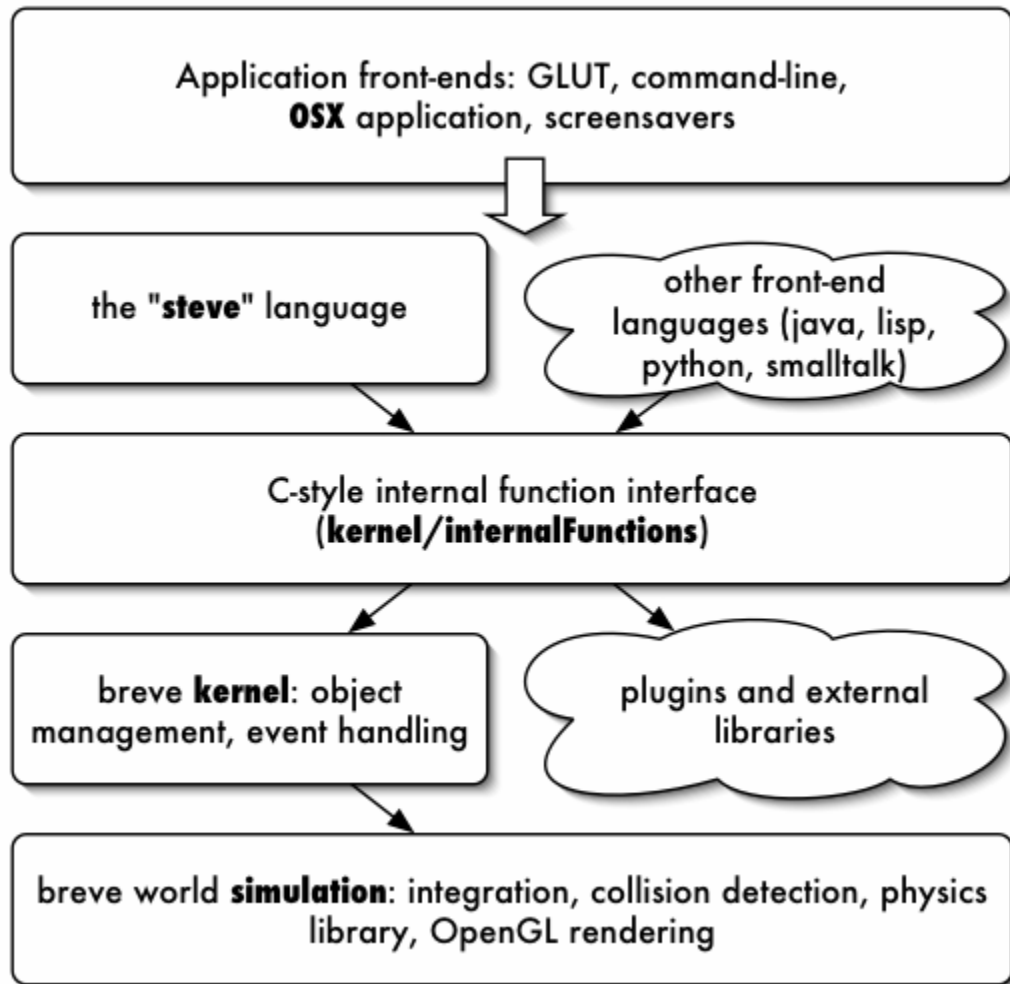 Application front-ends: GLUT, command-line,
OSX application, screensavers
the "steve" language
other front-end
languages (java, lisp,
python, smalltalk)
C-style internal function interface
(kernel/internalFunctions)
breve kernel: object
management, event handling
plugins and external
libraries
breve world simulation: integration, collision detection, physics
library, OpenGL rendering